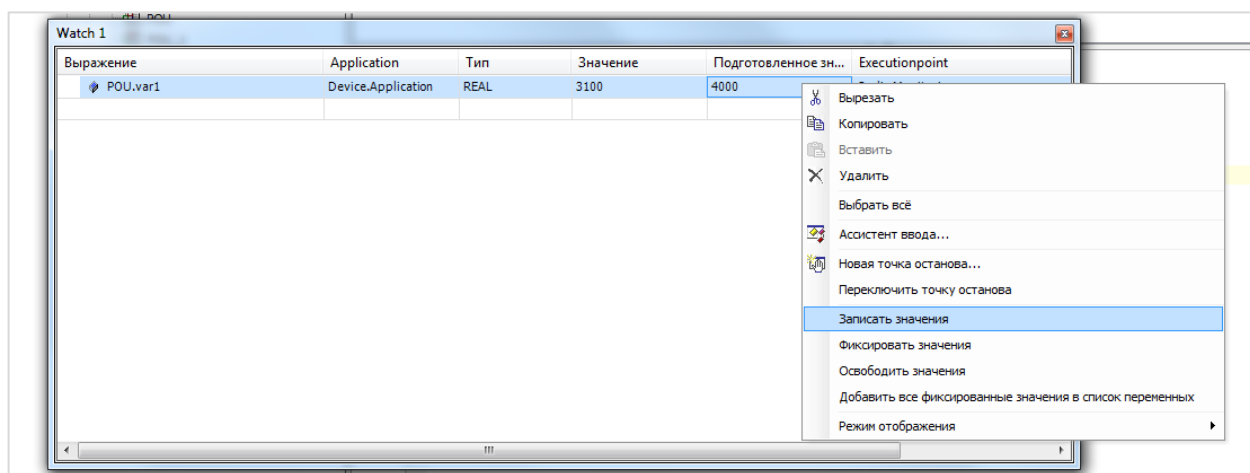 Watch 1
Выражение Application Тип Значение Подготовленное зн... Executionpoint
POU.var1 Device.Application REAL 3100 4000
Вырезать
Копировать
Вставить
Удалить
Выбрать всё
Ассистент ввода...
Новая точка останова...
Переключить точку останова
Записать значения
Фиксировать значения
Освободить значения
Добавить все фиксированные значения в список переменных
Режим отображения